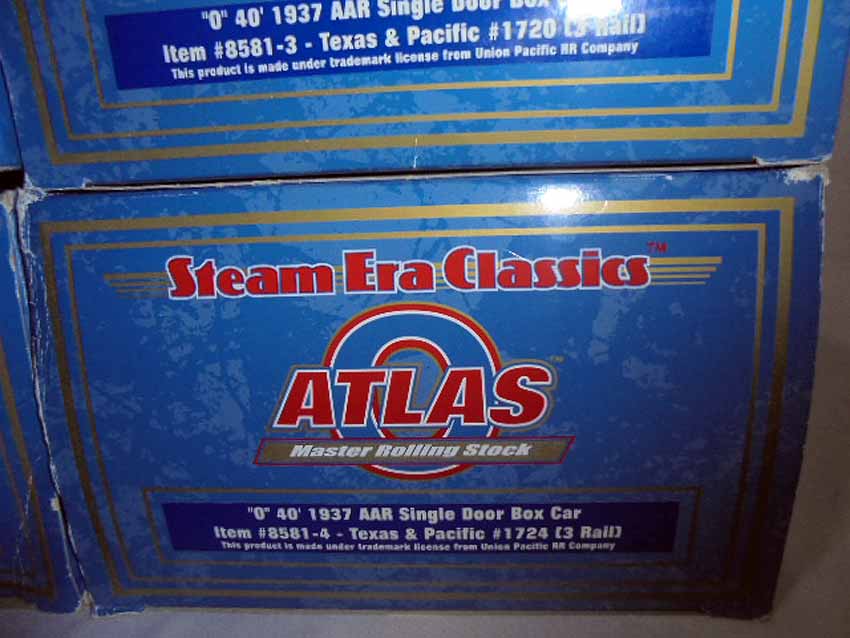 "O" 40' 1937 AAR Single Door Box
Item #8581-3 - Texas & Pacific #1720 (3 Rail)
This product is made under trademark license from Union Pacific RR Company
Steam Era Classics™
O
ATLAS™
Master Rolling Stock
"O" 40' 1937 AAR Single Door Box Car
Item #8581-4 - Texas & Pacific #1724 (3 Rail)
This product is made under trademark license from Union Pacific RR Company